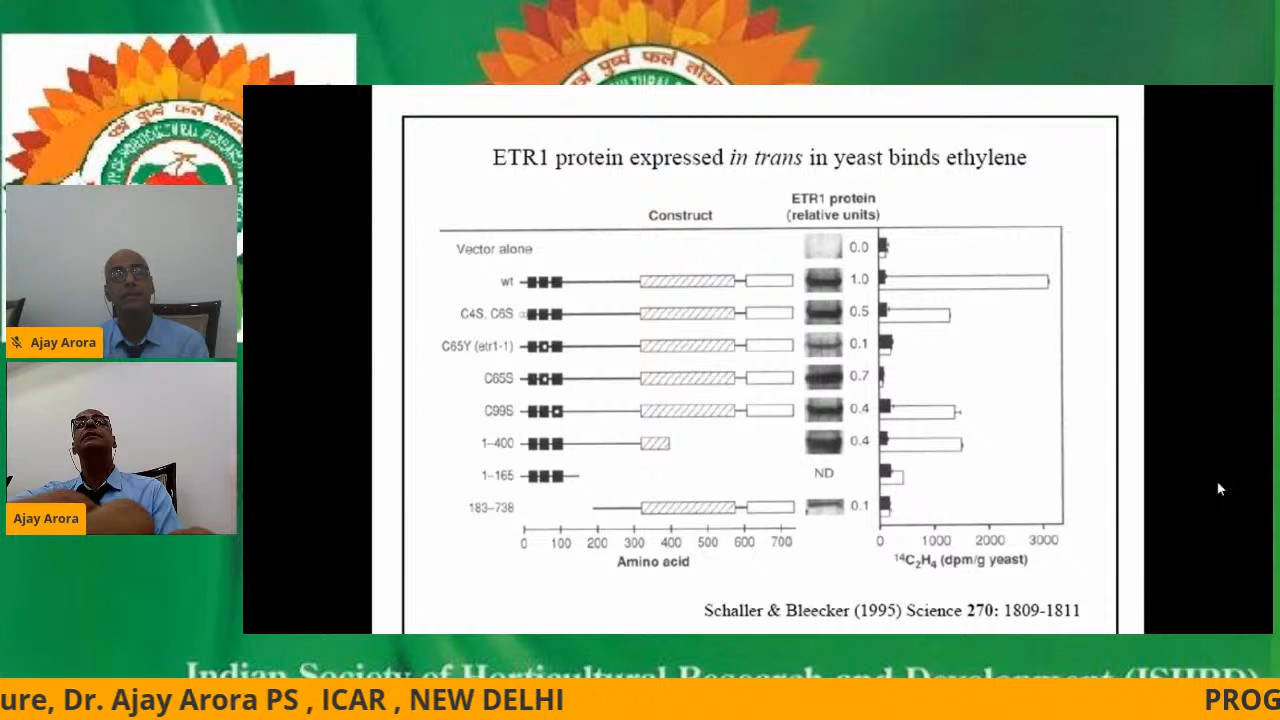 पुष्पं फलं तोयं
पुष्पं फलं
ETR1 protein expressed in trans in yeast binds ethylene
Construct
ETR1 protein
(relative units)
Vector alone
0.0
wt
1.0
C4S, C6S
0.5
C65Y (etr1-1)
0.1
C65S
0.7
C99S
0.4
1–400
0.4
1–165
ND
183–738
0.1
0 100 200 300 400 500 600 700
Amino acid
0 1000 2000 3000
¹⁴C₂H₄ (dpm/g yeast)
Schaller & Bleecker (1995) Science 270: 1809-1811
Ajay Arora
Ajay Arora
Indian Society of Horticultural Research and Development (ISHRD)
ure, Dr. Ajay Arora PS , ICAR , NEW DELHI
PROG